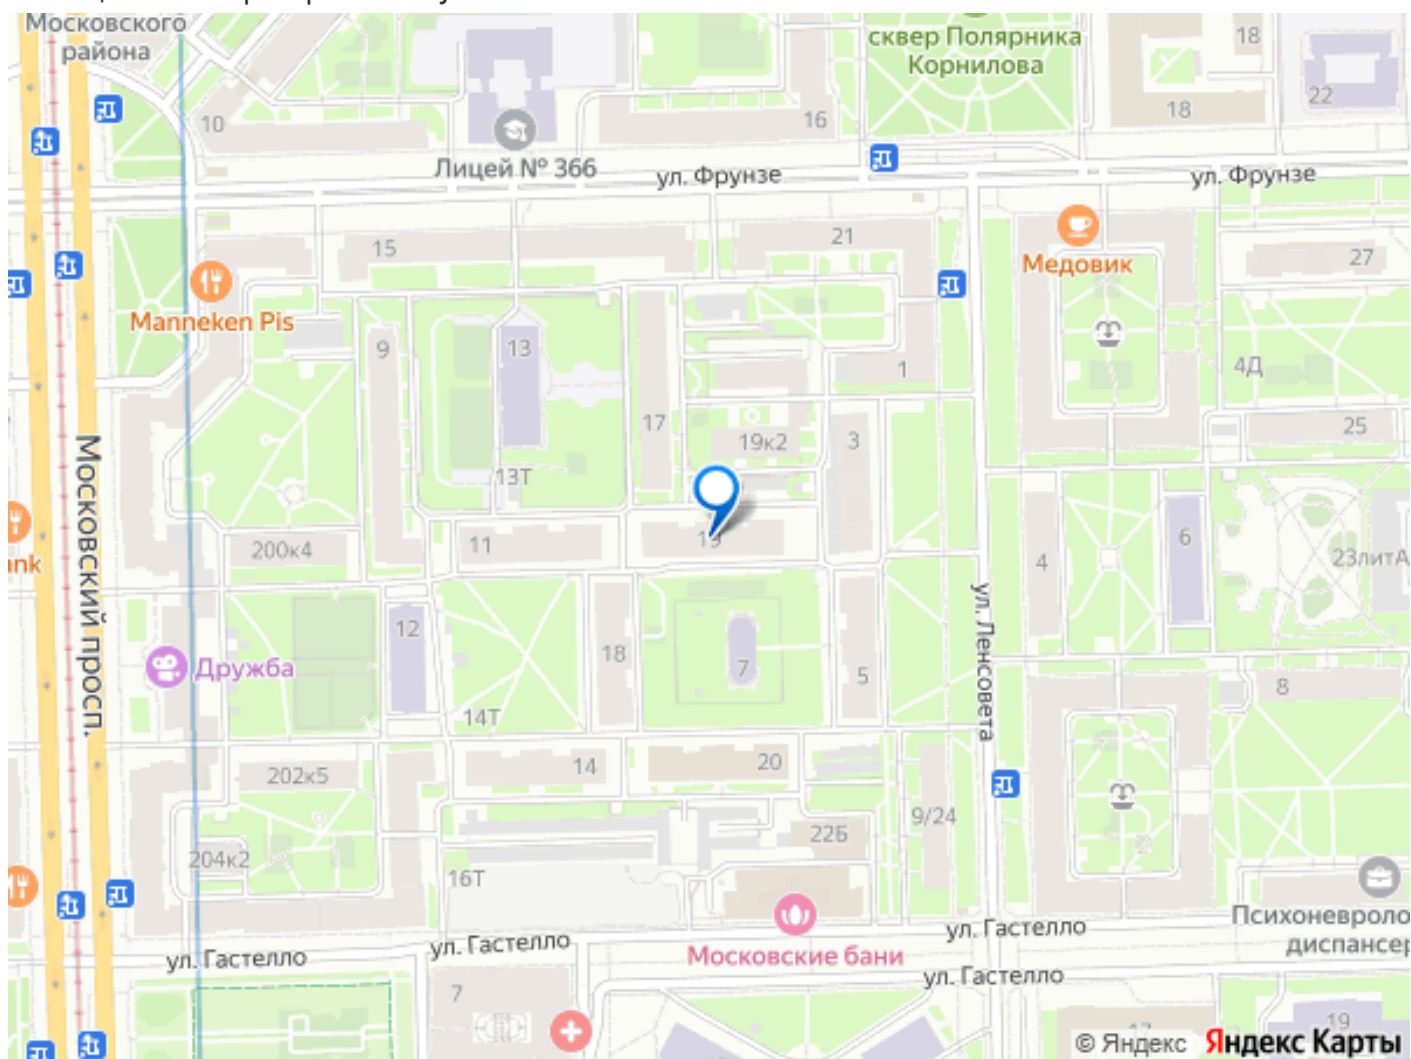 Московского
района
сквер Полярника
Корнилова
18
22
18
10
16
Лицей № 366
ул. Фрунзе
ул. Фрунзе
15
21
Медовик
27
Manneken Pis
9
13
1
4Д
17
19к2
3
25
13Т
200к4
11
19
4
6
23литА
nk
Московский просп.
ул. Ленсовета
12
Дружба
18
7
5
8
14Т
202к5
14
20
9/24
22Б
204к2
16Т
Московские бани
ул. Гастелло
ул. Гастелло
ул. Гастелло
ул. Гастелло
Психоневроло
диспансер
7
17
19
© Яндекс Яндекс Карты